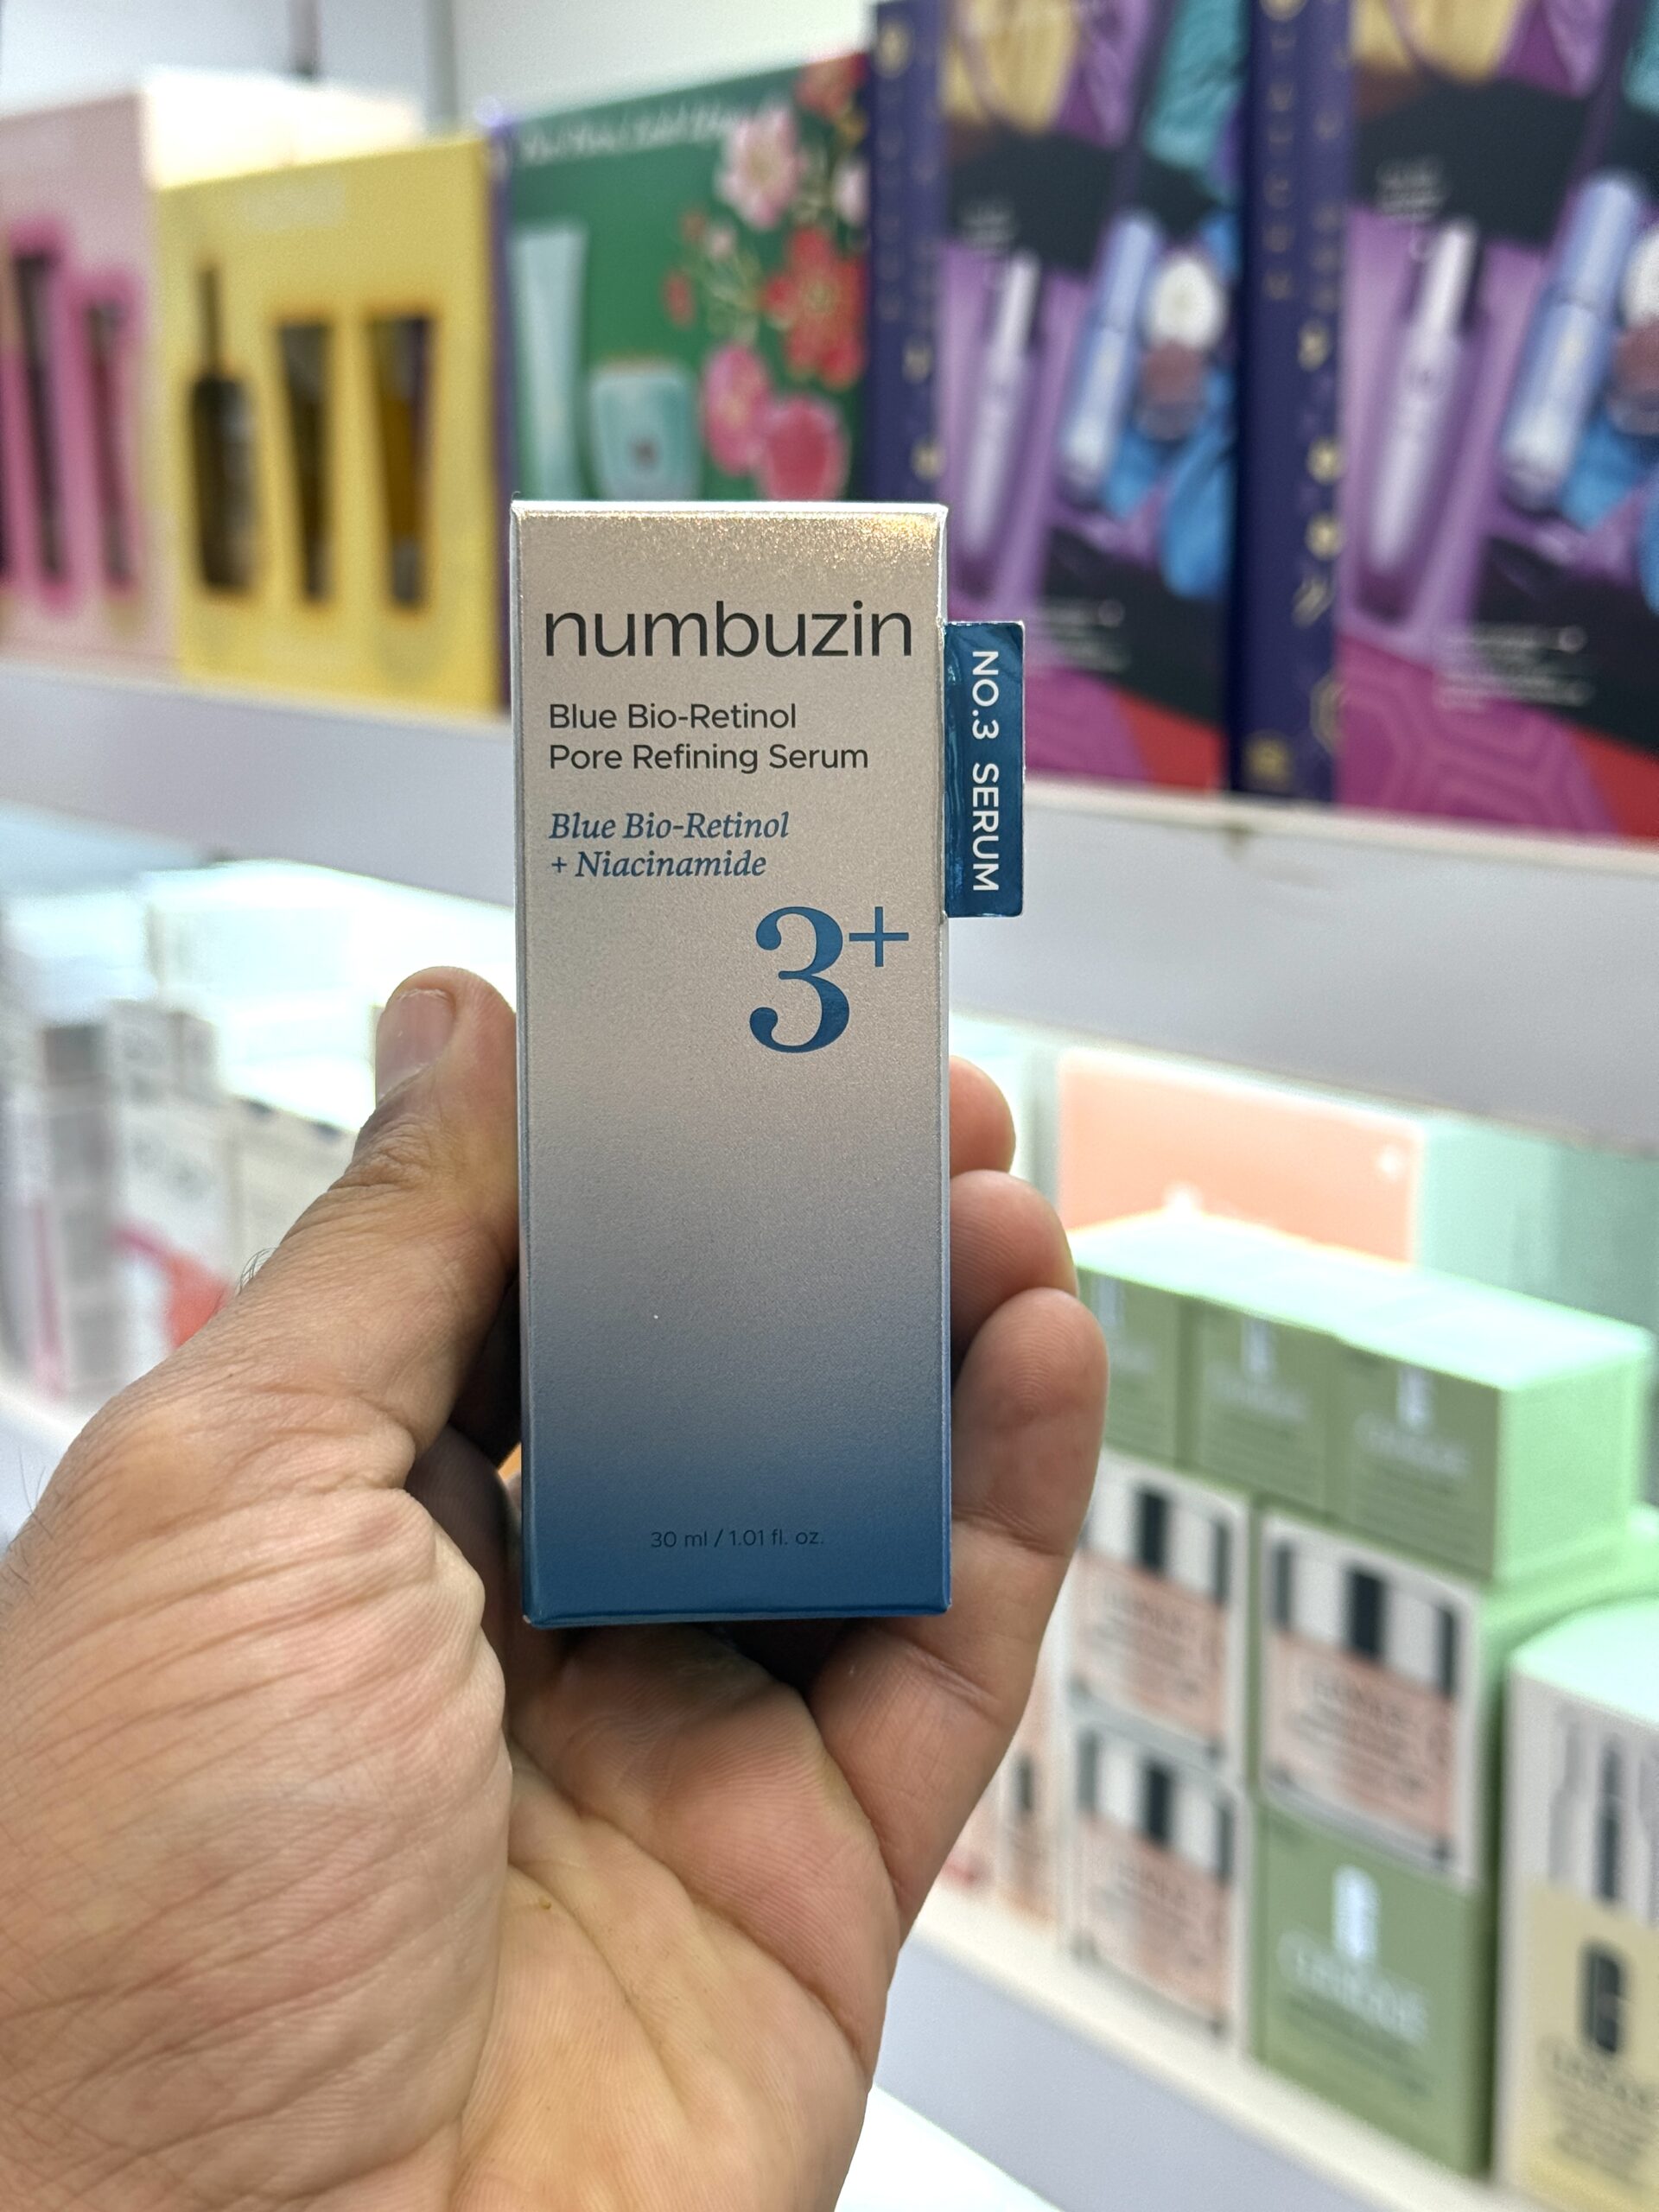 numbuzin
Blue Bio-Retinol
Pore Refining Serum
Blue Bio-Retinol
+ Niacinamide
3+
30 ml / 1.01 fl. oz.
NO.3 SERUM